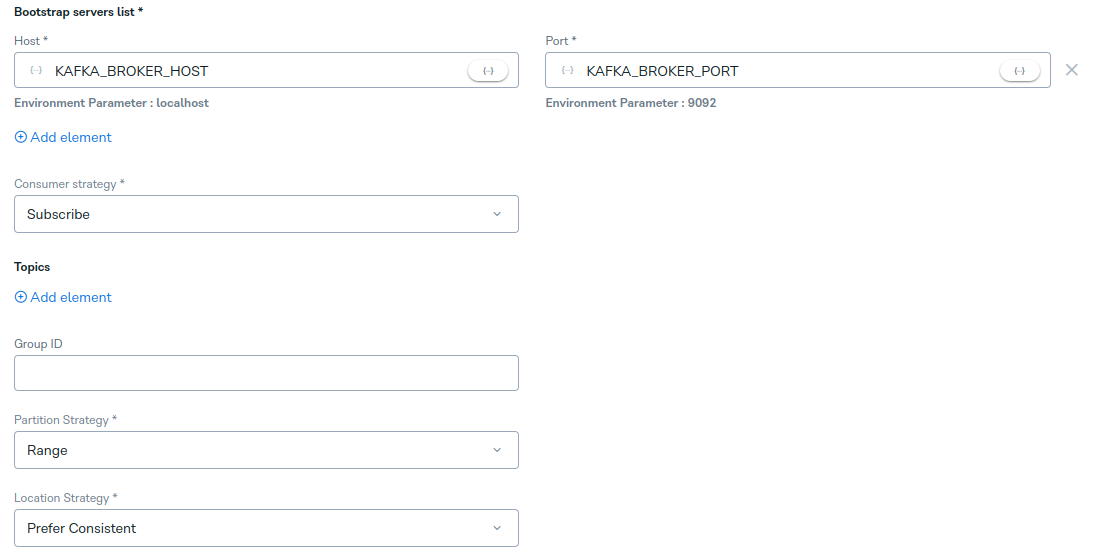 Bootstrap servers list *
Host *
Port *
{··} KAFKA_BROKER_HOST {··}
{··} KAFKA_BROKER_PORT {··}
Environment Parameter : localhost
Environment Parameter : 9092
Add element
Consumer strategy *
Subscribe
Topics
Add element
Group ID
Partition Strategy *
Range
Location Strategy *
Prefer Consistent